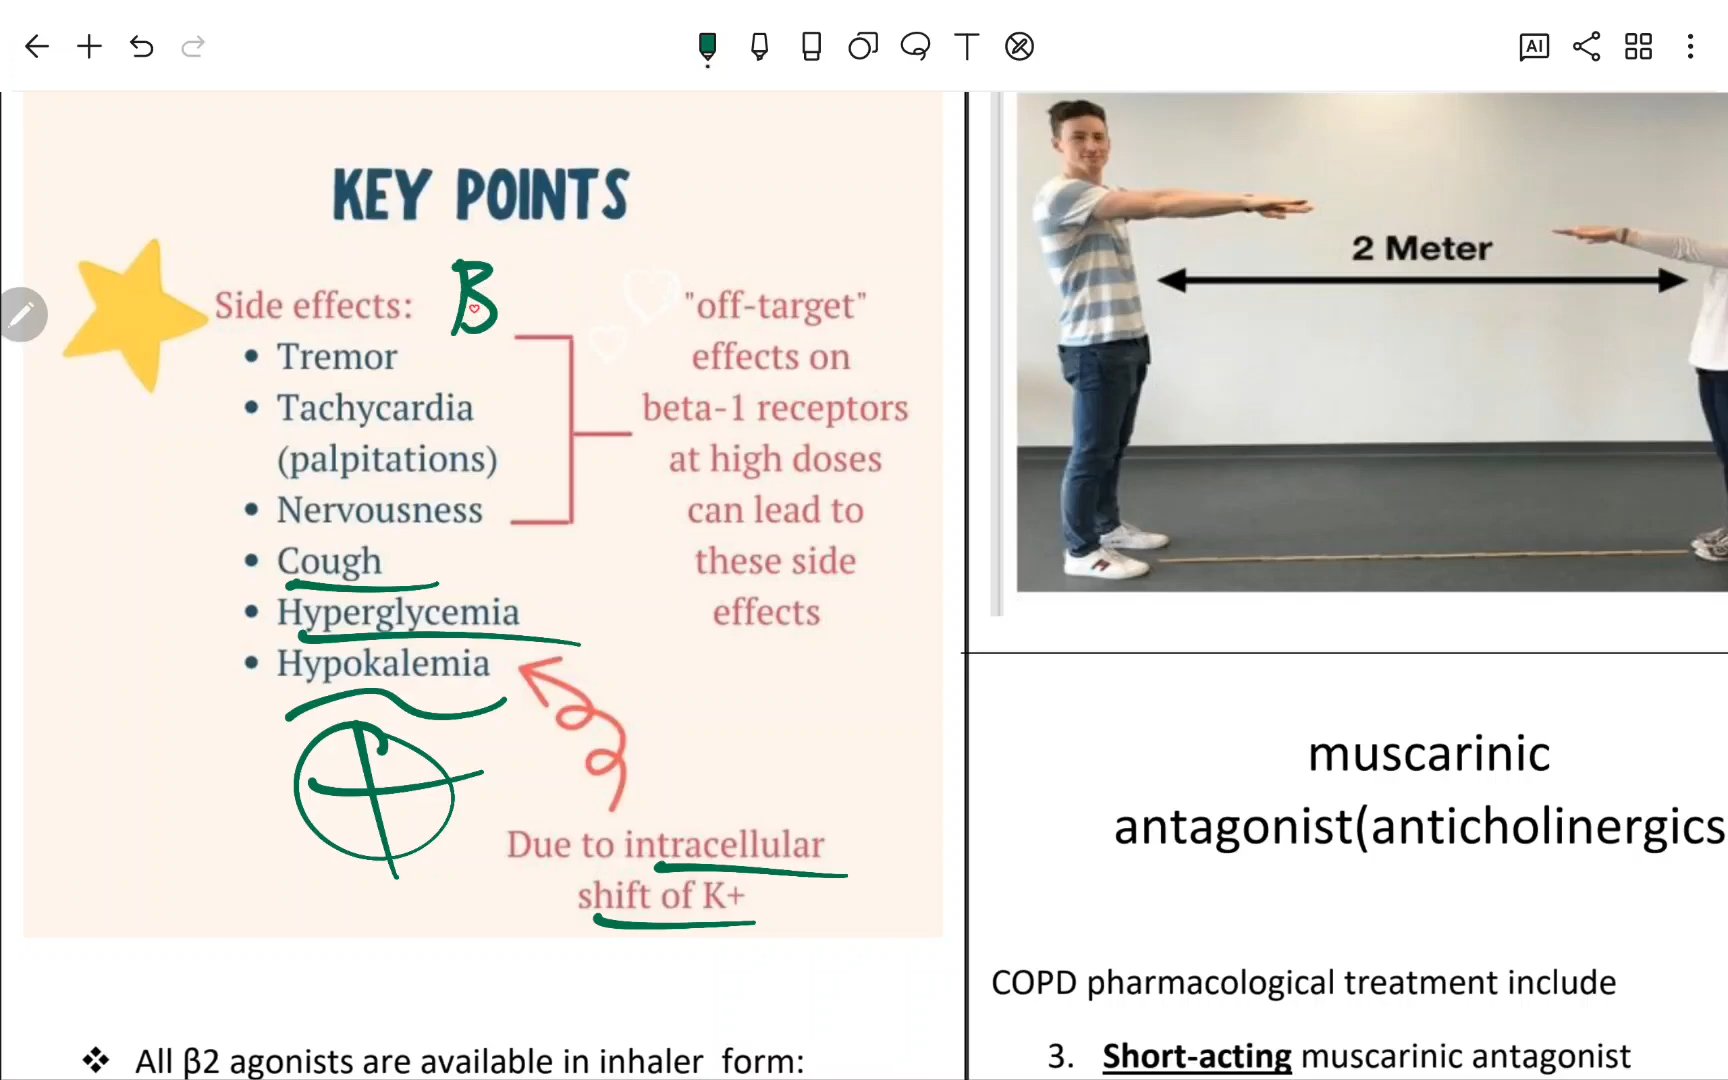 AI
KEY POINTS
Side effects:
B
• Tremor
• Tachycardia
(palpitations)
• Nervousness
• Cough
• Hyperglycemia
• Hypokalemia
"off-target"
effects on
beta-1 receptors
at high doses
can lead to
these side
effects
Due to intracellular
shift of K+
❖ All β2 agonists are available in inhaler form:
2 Meter
muscarinic
antagonist(anticholinergics
COPD pharmacological treatment include
3. Short-acting muscarinic antagonist